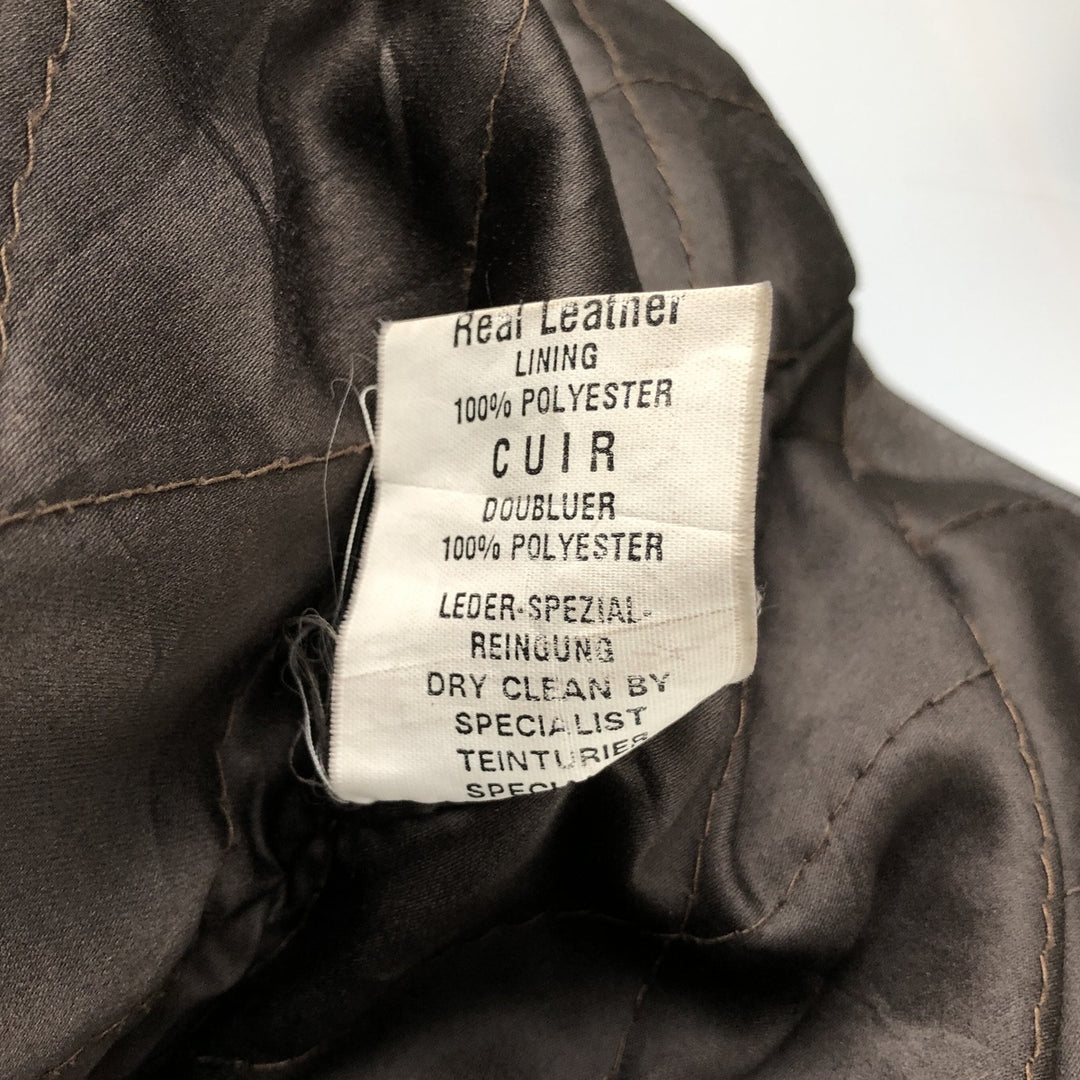 Real Leather
LINING
100% POLYESTER
CUIR
DOUBLUER
100% POLYESTER
LEDER-SPEZIAL-
REINGUNG
DRY CLEAN BY
SPECIALIST
TEINTURIER